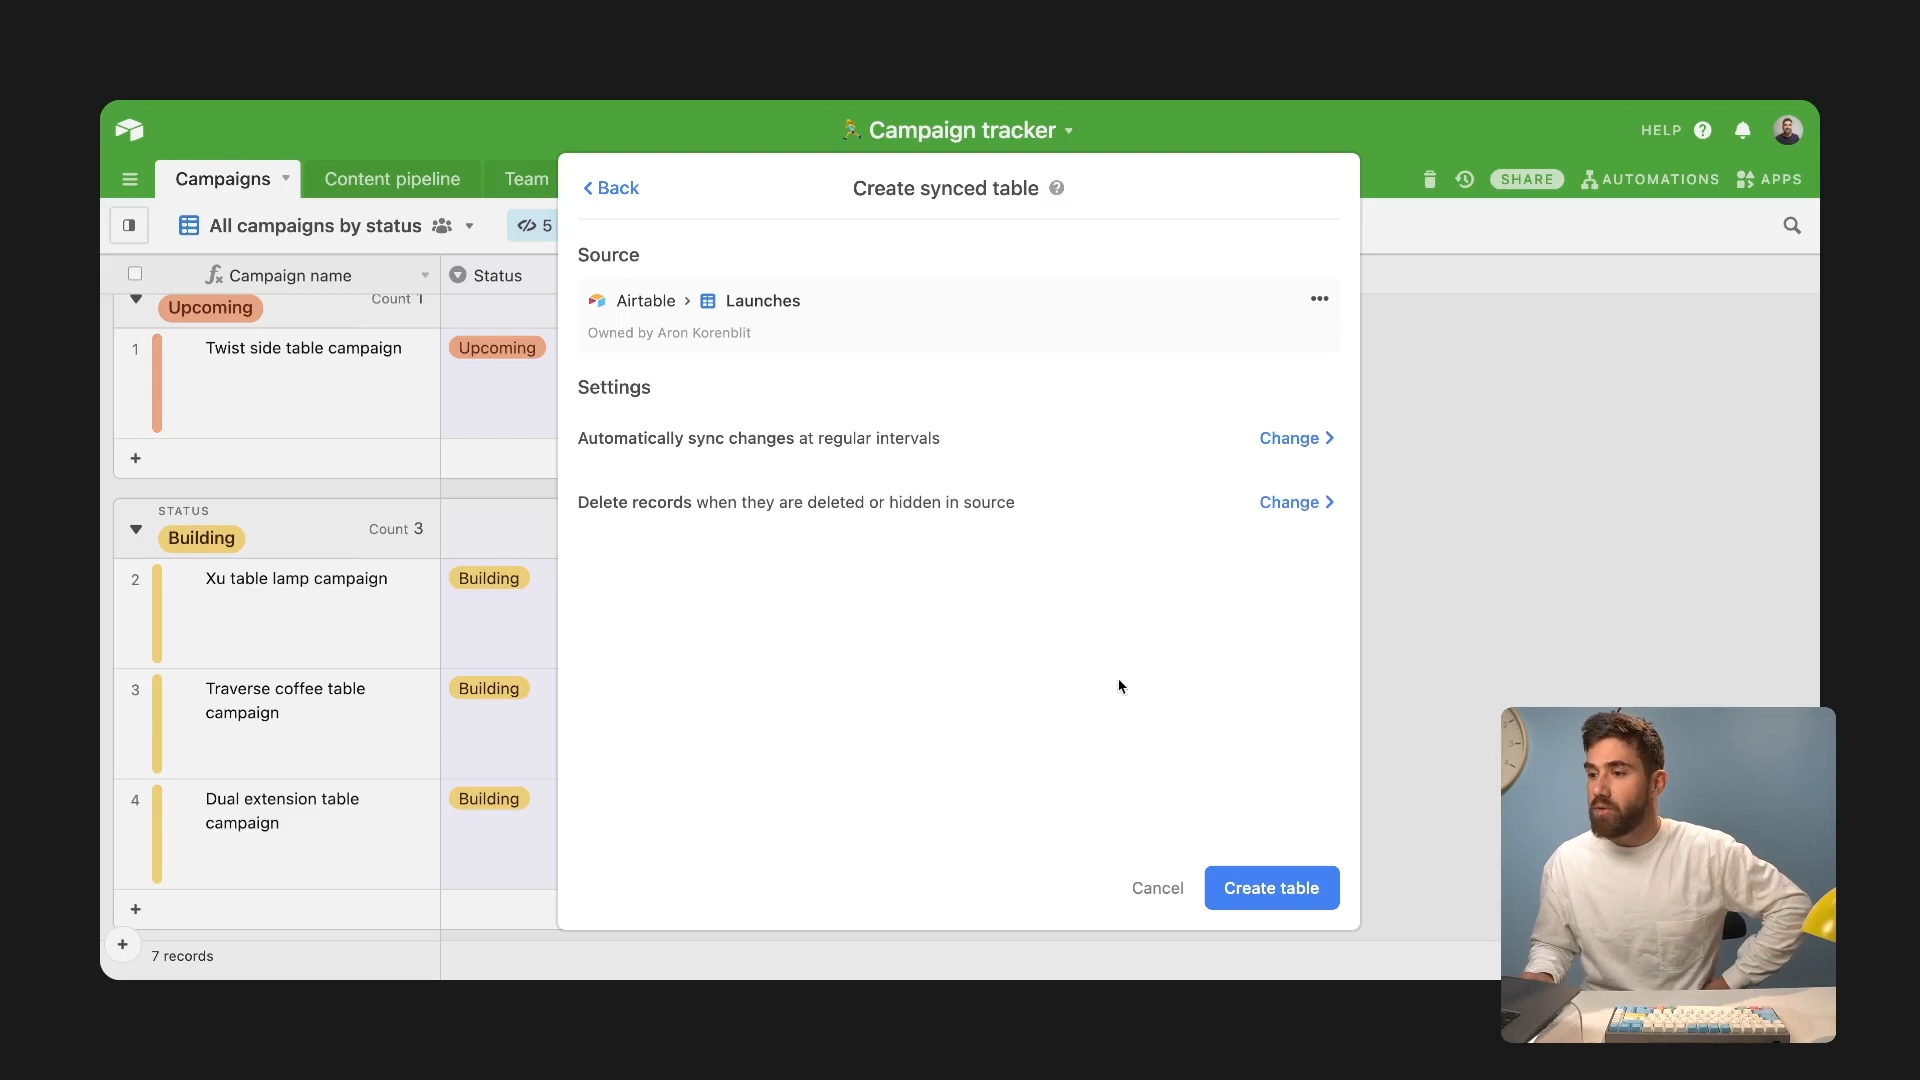 Campaign tracker
HELP
Campaigns
Content pipeline
Team
SHARE
AUTOMATIONS
APPS
All campaigns by status
5
Campaign name
Status
Upcoming
Count 1
1
Twist side table campaign
Upcoming
+
STATUS
Building
Count 3
2
Xu table lamp campaign
Building
3
Traverse coffee table
campaign
Building
4
Dual extension table
campaign
Building
+
+
7 records
Back
Create synced table
Source
Airtable > Launches
Owned by Aron Korenblit
Settings
Automatically sync changes at regular intervals
Change
Delete records when they are deleted or hidden in source
Change
Cancel
Create table